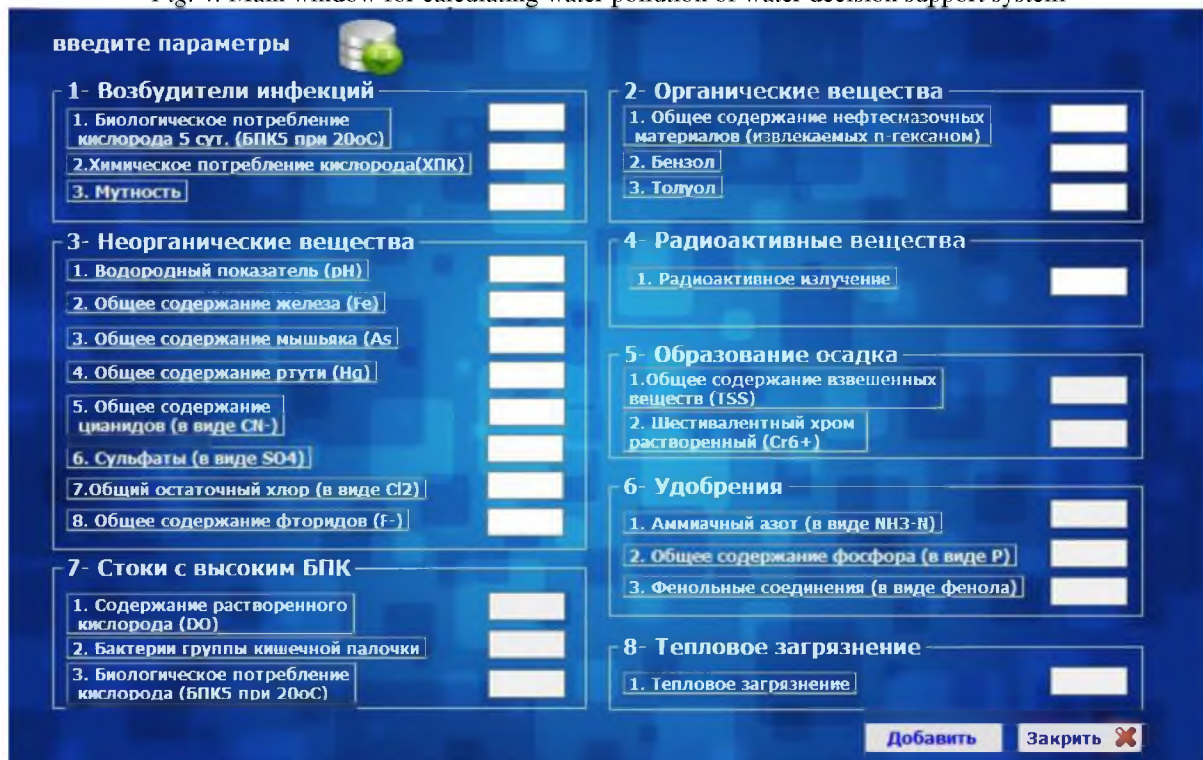 Fig. 4. Main window for calculating water pollution of water decision support system
введите параметры
1- Возбудители инфекций
1. Биологическое потребление
кислорода 5 сут. (БПК5 при 20оС)
2.Химическое потребление кислорода(ХПК)
3. Мутность
2- Органические вещества
1. Общее содержание нефтесмазочных
материалов (извлекаемых п-гексаном)
2. Бензол
3. Толуол
3- Неорганические вещества
1. Водородный показатель (pH)
2. Общее содержание железа (Fe)
3. Общее содержание мышьяка (As
4. Общее содержание ртути (Hg)
5. Общее содержание
цианидов (в виде CN-)
6. Сульфаты (в виде SO4)
7.Общий остаточный хлор (в виде Cl2)
8. Общее содержание фторидов (F-)
4- Радиоактивные вещества
1. Радиоактивное излучение
5- Образование осадка
1.Общее содержание взвешенных
веществ (TSS)
2. Шестивалентный хром
растворенный (Cr6+)
6- Удобрения
1. Аммиачный азот (в виде NH3-N)
2. Общее содержание фосфора (в виде P)
3. Фенольные соединения (в виде фенола)
7- Стоки с высоким БПК
1. Содержание растворенного
кислорода (DO)
2. Бактерии группы кишечной палочки
3. Биологическое потребление
кислорода (БПК5 при 20оС)
8- Тепловое загрязнение
1. Тепловое загрязнение
Добавить
Закрить